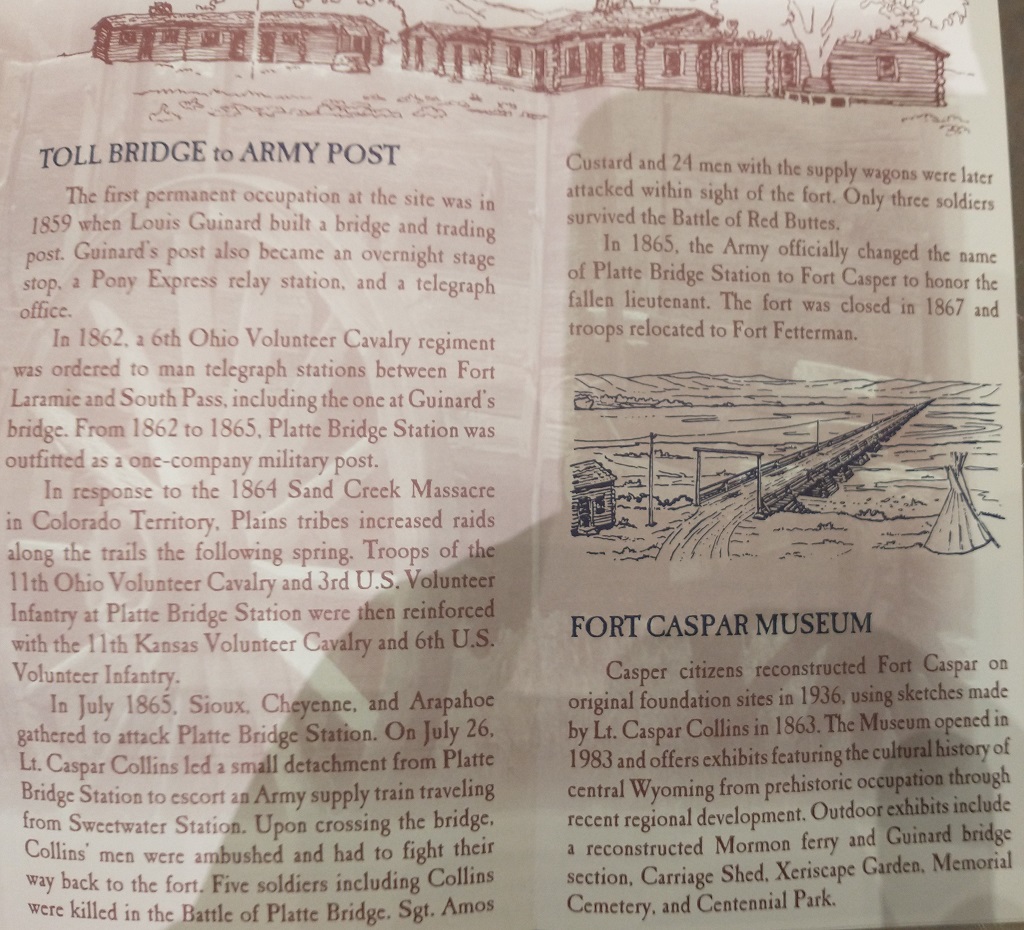 TOLL BRIDGE to ARMY POST
The first permanent occupation at the site was in
1859 when Louis Guinard built a bridge and trading
post. Guinard's post also became an overnight stage
stop, a Pony Express relay station, and a telegraph
office.
In 1862, a 6th Ohio Volunteer Cavalry regiment
was ordered to man telegraph stations between Fort
Laramie and South Pass, including the one at Guinard's
bridge. From 1862 to 1865, Platte Bridge Station was
outfitted as a one-company military post.
In response to the 1864 Sand Creek Massacre
in Colorado Territory, Plains tribes increased raids
along the trails the following spring. Troops of the
11th Ohio Volunteer Cavalry and 3rd U.S. Volunteer
Infantry at Platte Bridge Station were then reinforced
with the 11th Kansas Volunteer Cavalry and 6th U.S.
Volunteer Infantry.
In July 1865, Sioux, Cheyenne, and Arapahoe
gathered to attack Platte Bridge Station. On July 26,
Lt. Caspar Collins led a small detachment from Platte
Bridge Station to escort an Army supply train traveling
from Sweetwater Station. Upon crossing the bridge,
Collins' men were ambushed and had to fight their
way back to the fort. Five soldiers including Collins
were killed in the Battle of Platte Bridge. Sgt. Amos
Custard and 24 men with the supply wagons were later
attacked within sight of the fort. Only three soldiers
survived the Battle of Red Buttes.
In 1865, the Army officially changed the name
of Platte Bridge Station to Fort Casper to honor the
fallen lieutenant. The fort was closed in 1867 and
troops relocated to Fort Fetterman.
FORT CASPAR MUSEUM
Casper citizens reconstructed Fort Caspar on
original foundation sites in 1936, using sketches made
by Lt. Caspar Collins in 1863. The Museum opened in
1983 and offers exhibits featuring the cultural history of
central Wyoming from prehistoric occupation through
recent regional development. Outdoor exhibits include
a reconstructed Mormon ferry and Guinard bridge
section, Carriage Shed, Xeriscape Garden, Memorial
Cemetery, and Centennial Park.